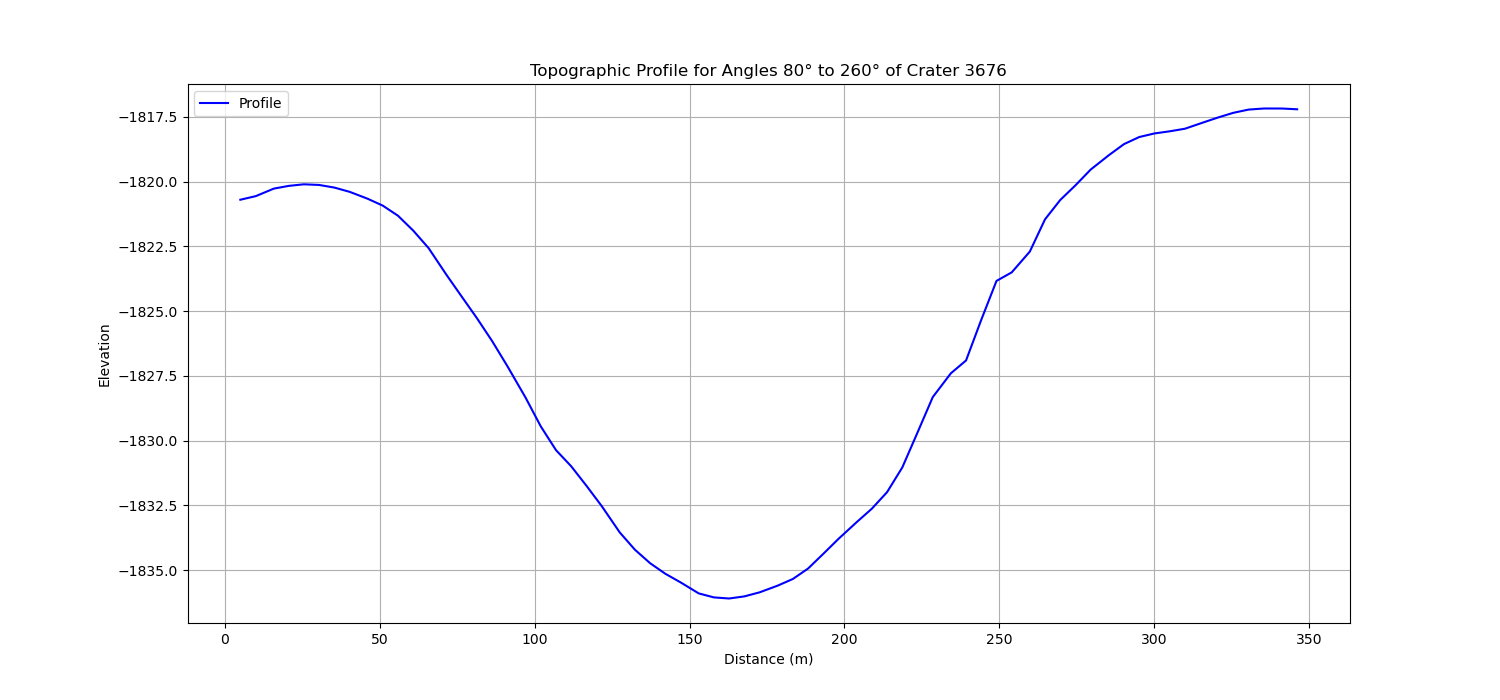 Topographic Profile for Angles 80° to 260° of Crater 3676
Profile
−1817.5
−1820.0
−1822.5
−1825.0
−1827.5
−1830.0
−1832.5
−1835.0
Elevation
0 50 100 150 200 250 300 350
Distance (m)